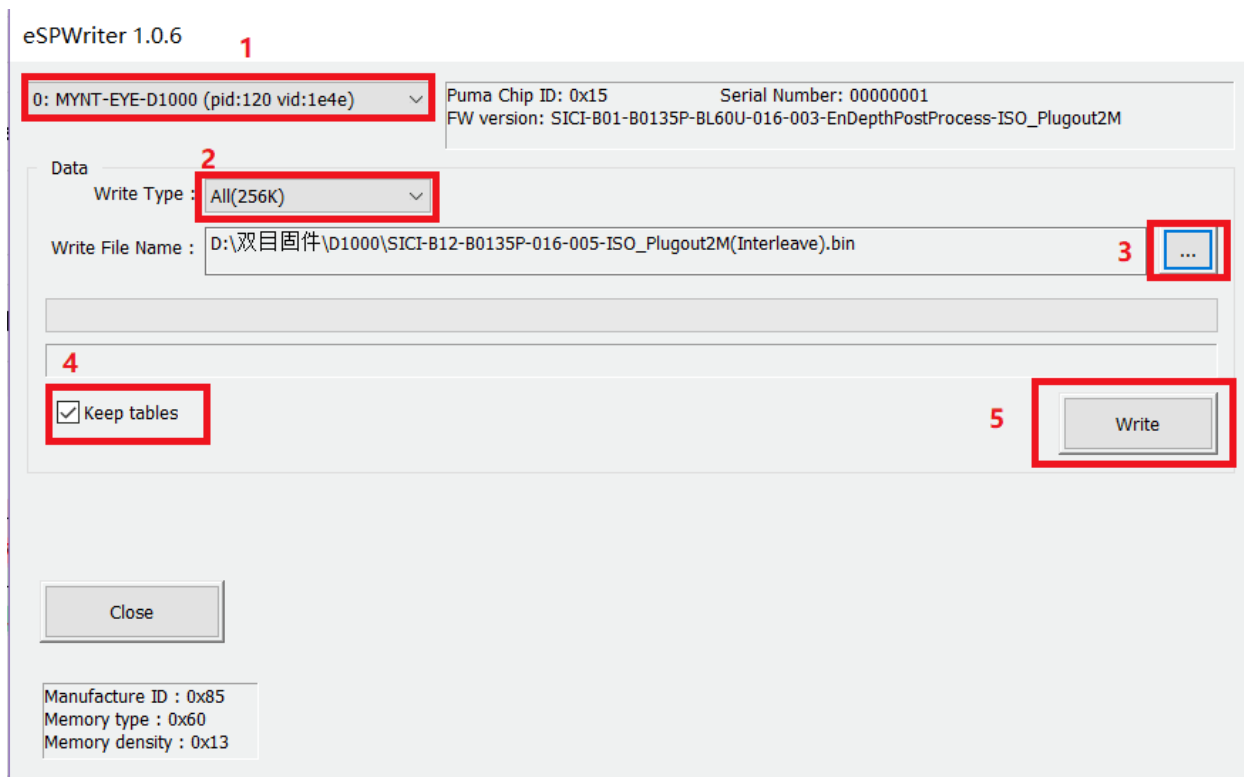 eSPWriter 1.0.6
1
0: MYNT-EYE-D1000 (pid:120 vid:1e4e)
Puma Chip ID: 0x15 Serial Number: 00000001
FW version: SICI-B01-B0135P-BL60U-016-003-EnDepthPostProcess-ISO_Plugout2M
Data
2
Write Type : All(256K)
Write File Name : D:\双目固件\D1000\SICI-B12-B0135P-016-005-ISO_Plugout2M(Interleave).bin
3 ...
4
Keep tables
5 Write
Close
Manufacture ID : 0x85
Memory type : 0x60
Memory density : 0x13